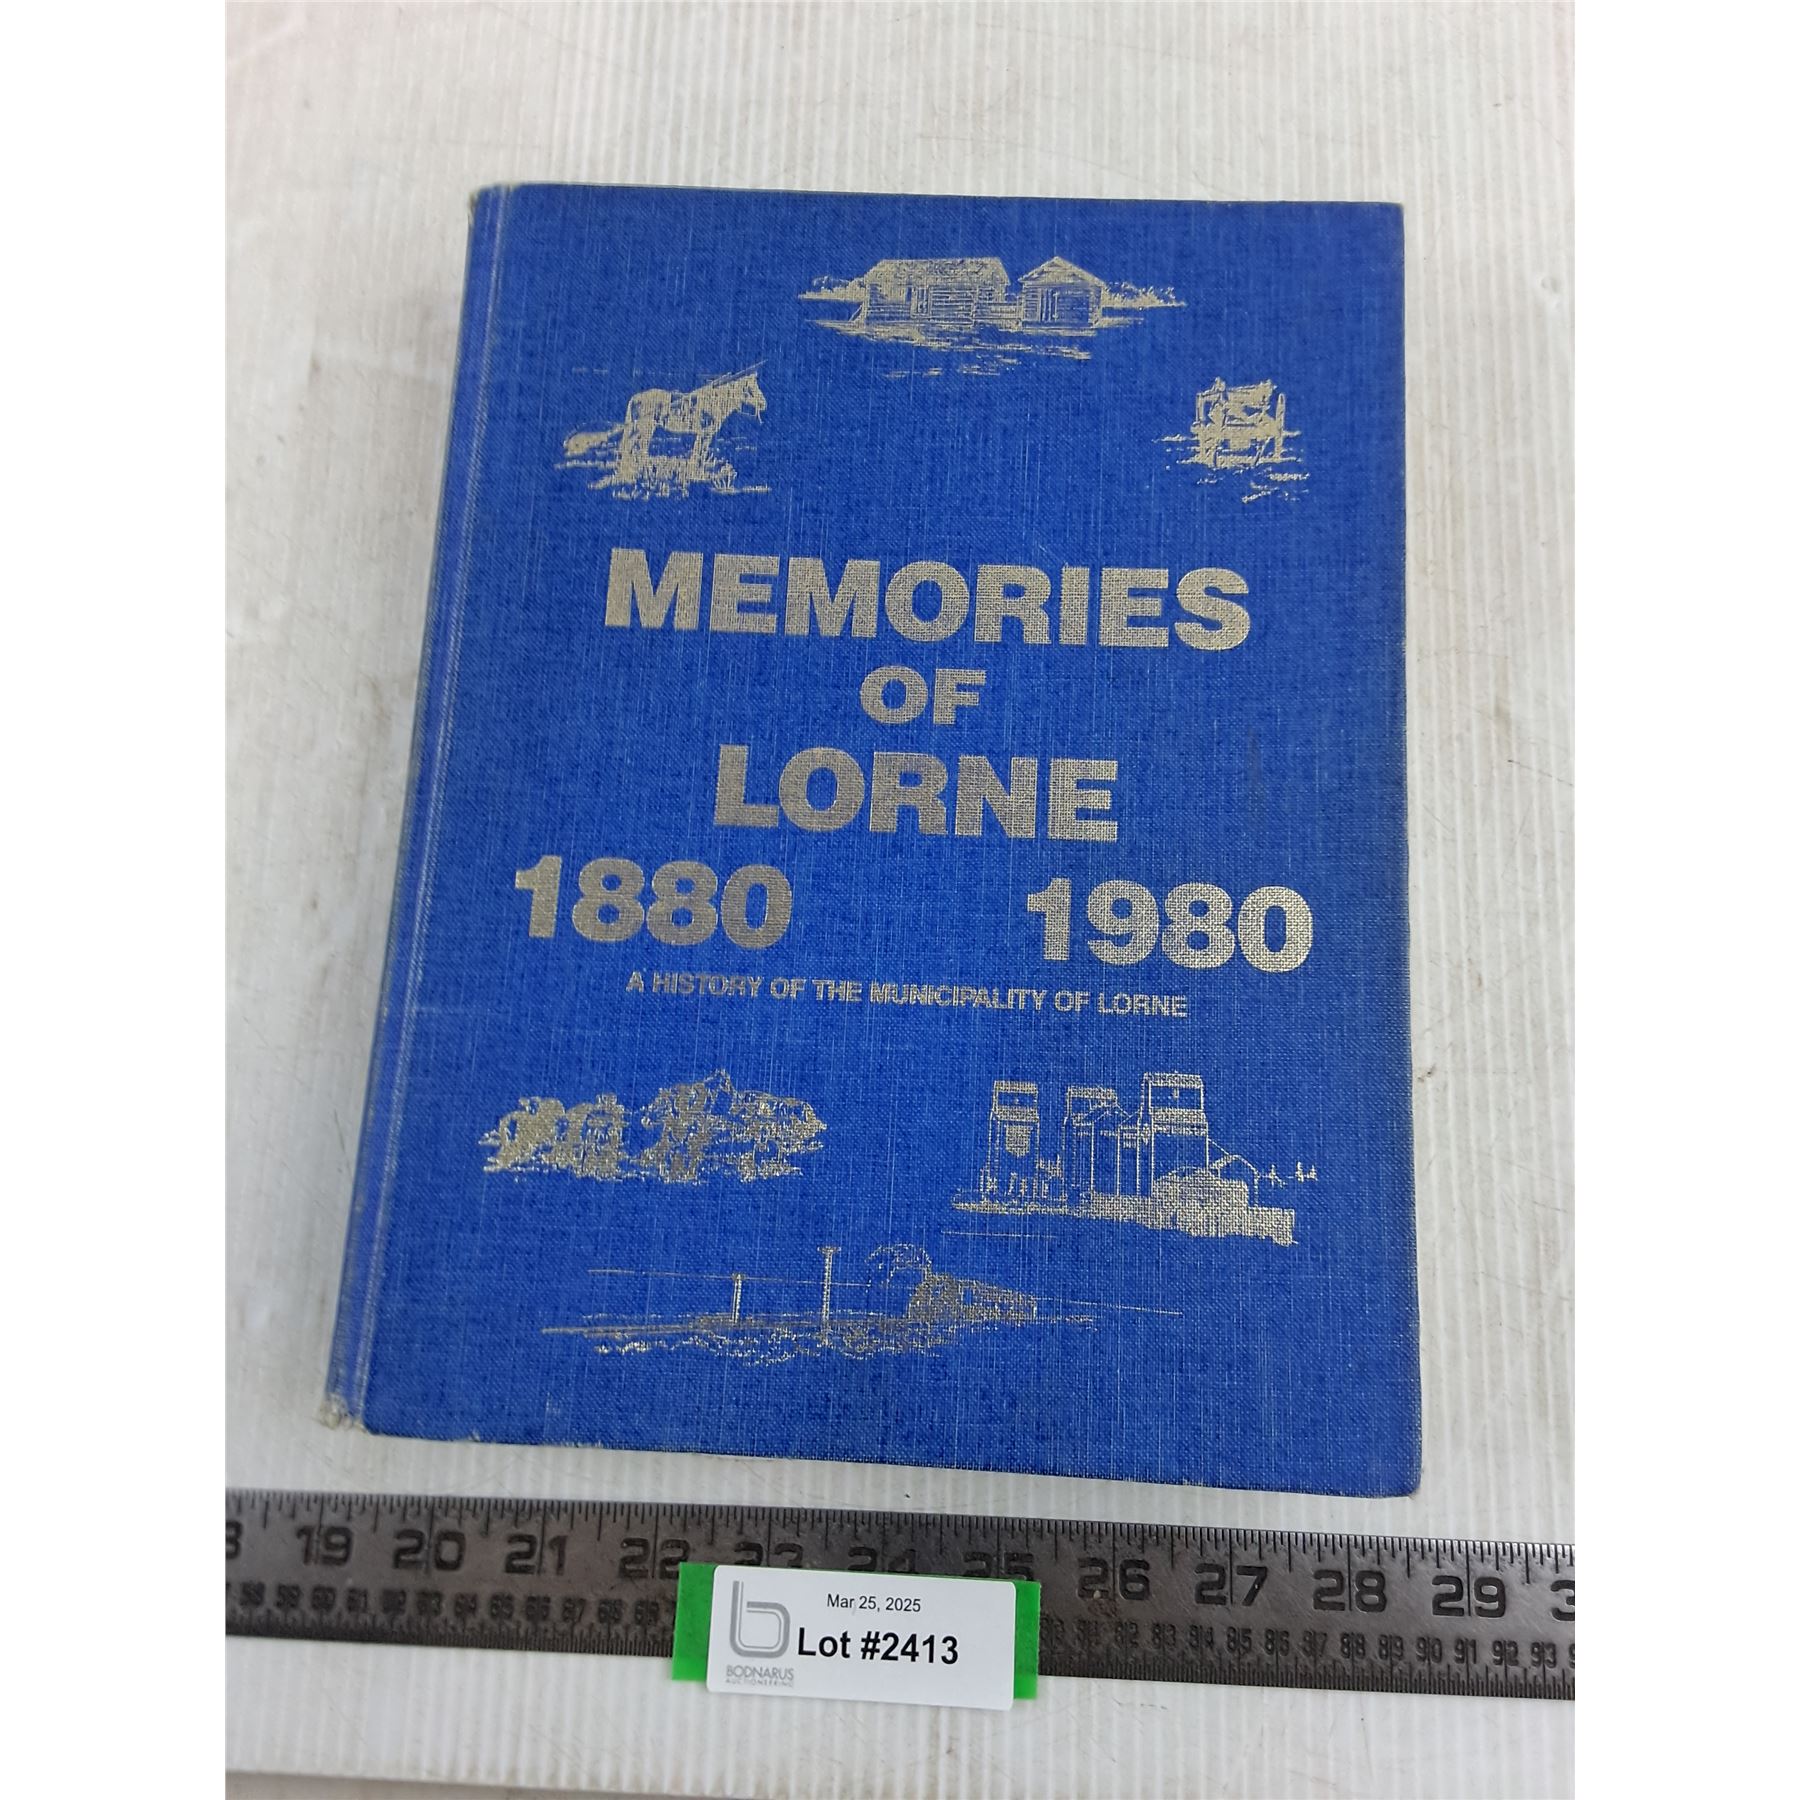 MEMORIES
OF
LORNE
1880 1980
A HISTORY OF THE MUNICIPALITY OF LORNE
19 20 21 22 23 24 25 26 27 28 29
Mar 25, 2025
Lot #2413
BODNARUS
AUCTIONEERING